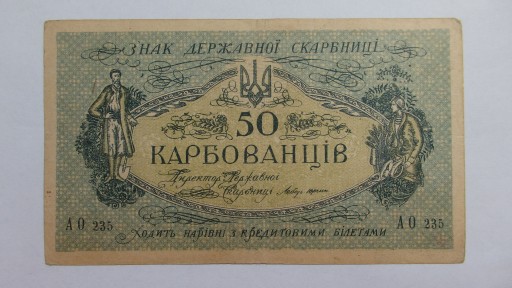 ЗНАК ДЕРЖАВНОЇ СКАРБНИЦІ
50
КАРБОВАНЦІВ
Директор Державної
Скарбниці
АО 235
АО 235
ХОДИТЬ НАРІВНІ З КРЕДИТОВИМИ БІЛЕТАМИ